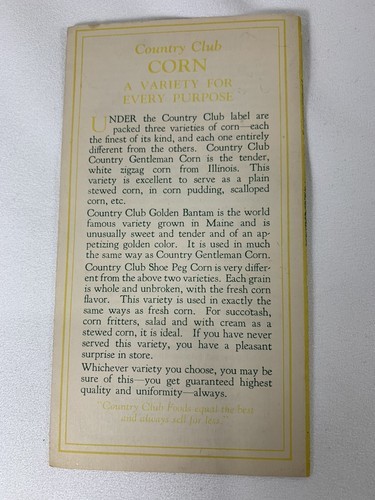 Country Club
CORN
A VARIETY FOR
EVERY PURPOSE
UNDER the Country Club label are
packed three varieties of corn—each
the finest of its kind, and each one entirely
different from the others. Country Club
Country Gentleman Corn is the tender,
white zigzag corn from Illinois. This
variety is excellent to serve as a plain
stewed corn, in corn pudding, scalloped
corn, etc.
Country Club Golden Bantam is the world
famous variety grown in Maine and is
unusually sweet and tender and of an ap-
petizing golden color. It is used in much
the same way as Country Gentleman Corn.
Country Club Shoe Peg Corn is very differ-
ent from the above two varieties. Each grain
is whole and unbroken, with the fresh corn
flavor. This variety is used in exactly the
same ways as fresh corn. For succotash,
corn fritters, salad and with cream as a
stewed corn, it is ideal. If you have never
served this variety, you have a pleasant
surprise in store.
Whichever variety you choose, you may be
sure of this—you get guaranteed highest
quality and uniformity—always.
"Country Club Foods equal the best
and always sell for less."